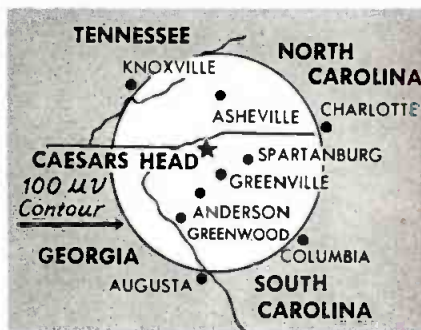 TENNESSEE
KNOXVILLE
NORTH
CAROLINA
ASHEVILLE
CHARLOTTE
CAESARS HEAD
SPARTANBURG
100 μV
Contour
GREENVILLE
ANDERSON
GREENWOOD
GEORGIA
COLUMBIA
AUGUSTA
SOUTH
CAROLINA